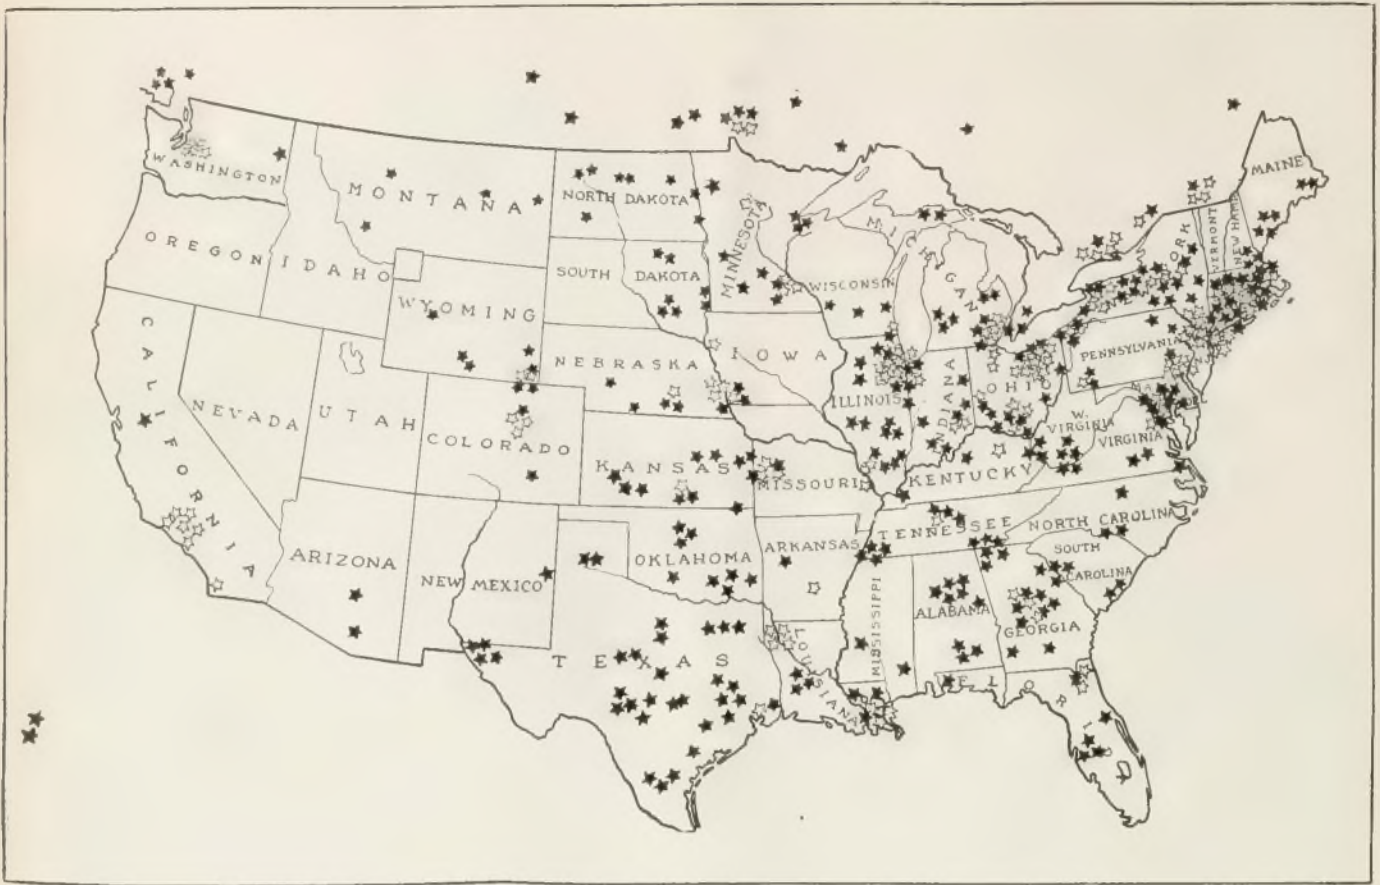 MAINE
WASHINGTON
MONTANA
NORTH DAKOTA
MINNESOTA
MICHIGAN
YORK
VERMONT
NEW HAMP
OREGON
IDAHO
SOUTH DAKOTA
WISCONSIN
WYOMING
CALIFORNIA
NEBRASKA
IOWA
PENNSYLVANIA
NEVADA
UTAH
COLORADO
ILLINOIS
INDIANA
OHIO
W.
VIRGINIA
VIRGINIA
KANSAS
MISSOURI
KENTUCKY
ARIZONA
NEW MEXICO
OKLAHOMA
ARKANSAS
TENNESSEE
NORTH CAROLINA
SOUTH
CAROLINA
MISSISSIPPI
ALABAMA
GEORGIA
TEXAS
LOUISIANA
FLORIDA